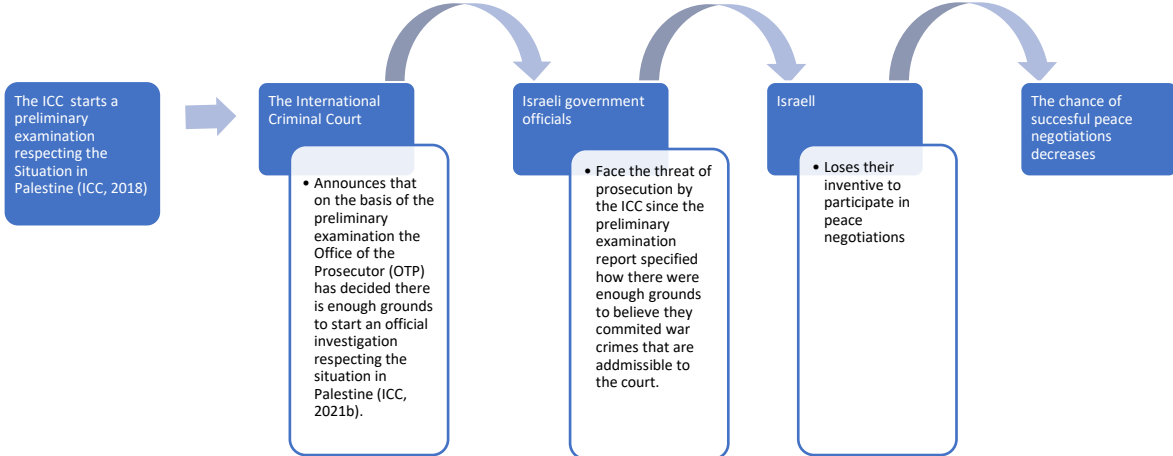 The ICC starts a
preliminary
examination
respecting the
Situation in
Palestine (ICC, 2018)
The International
Criminal Court
• Announces that
on the basis of the
preliminary
examination the
Office of the
Prosecutor (OTP)
has decided there
is enough grounds
to start an official
investigation
respecting the
situation in
Palestine (ICC,
2021b).
Israeli government
officials
• Face the threat of
prosecution by
the ICC since the
preliminary
examination
report specified
how there were
enough grounds
to believe they
commited war
crimes that are
addmissible to
the court.
Israell
• Loses their
inventive to
participate in
peace
negotiations
The chance of
succesful peace
negotiations
decreases